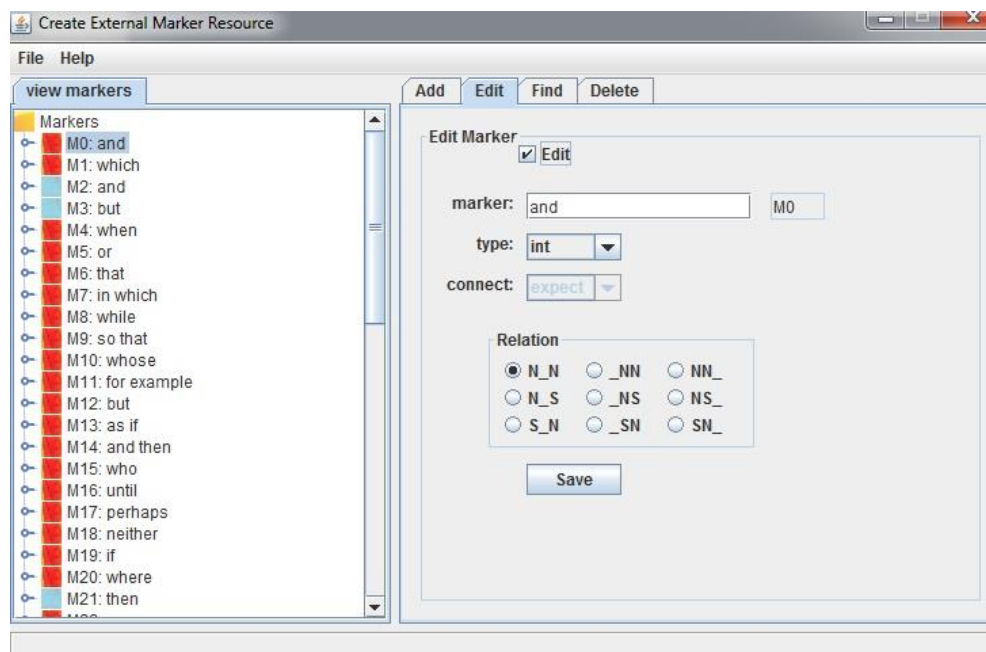 Create External Marker Resource
File Help
view markers
Markers
M0: and
M1: which
M2: and
M3: but
M4: when
M5: or
M6: that
M7: in which
M8: while
M9: so that
M10: whose
M11: for example
M12: but
M13: as if
M14: and then
M15: who
M16: until
M17: perhaps
M18: neither
M19: if
M20: where
M21: then
Add Edit Find Delete
Edit Marker
Edit
marker: and M0
type: int
connect: expect
Relation
N_N _NN NN_
N_S _NS NS_
S_N _SN SN_
Save